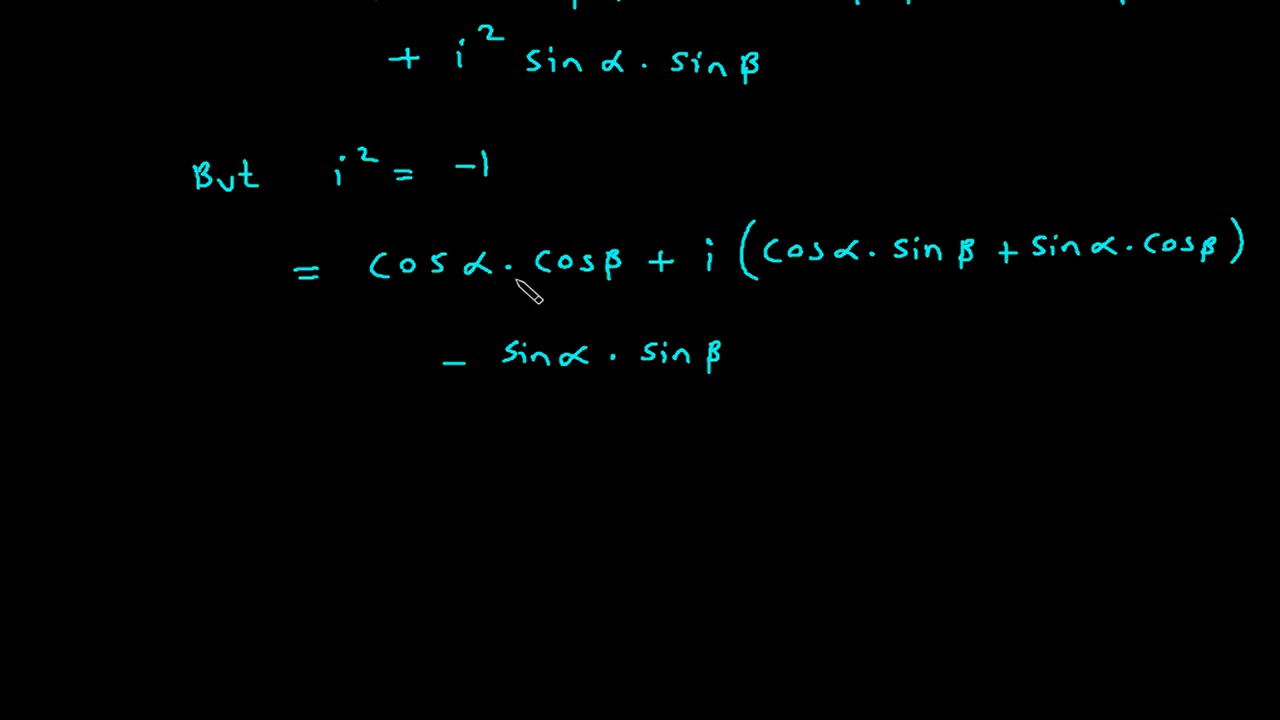 + i² sin α . sin β
But i² = -1
= cos α . cos β + i (cos α . sin β + sin α . cos β)
- sin α . sin β